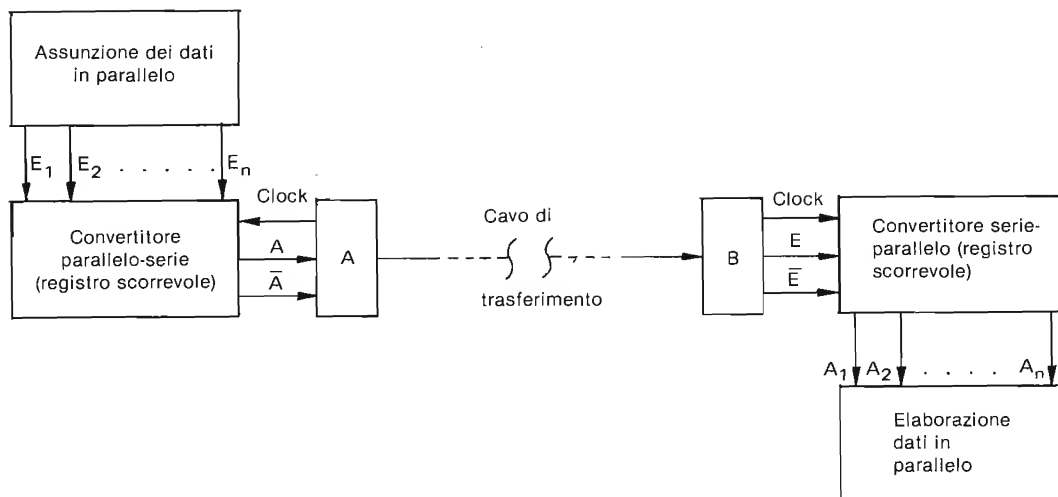 Assunzione dei dati
in parallelo
E1 E2 . . . . . En
Convertitore
parallelo-serie
(registro scorrevole)
Clock
A
A̅
A
Cavo di
trasferimento
B
Clock
E
E̅
Convertitore serie-
parallelo (registro
scorrevole)
A1 A2 . . . . An
Elaborazione
dati in
parallelo